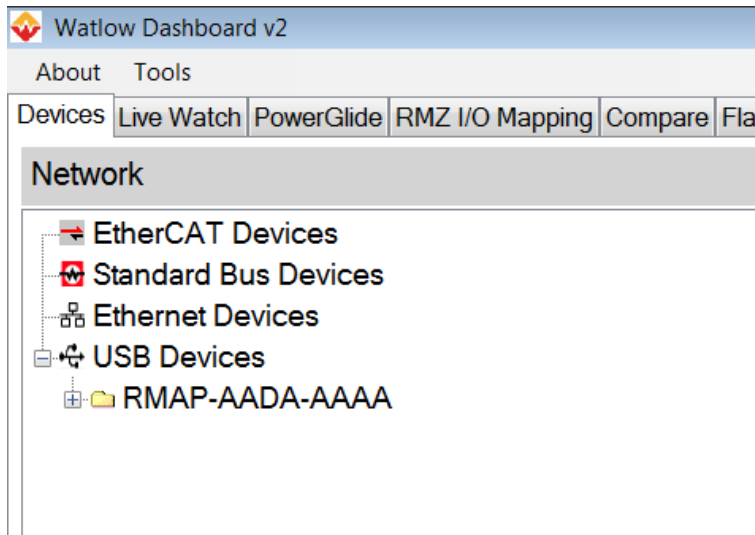 Watlow Dashboard v2
About Tools
Devices Live Watch PowerGlide RMZ I/O Mapping Compare Fla
Network
EtherCAT Devices
Standard Bus Devices
Ethernet Devices
USB Devices
RMAP-AADA-AAAA